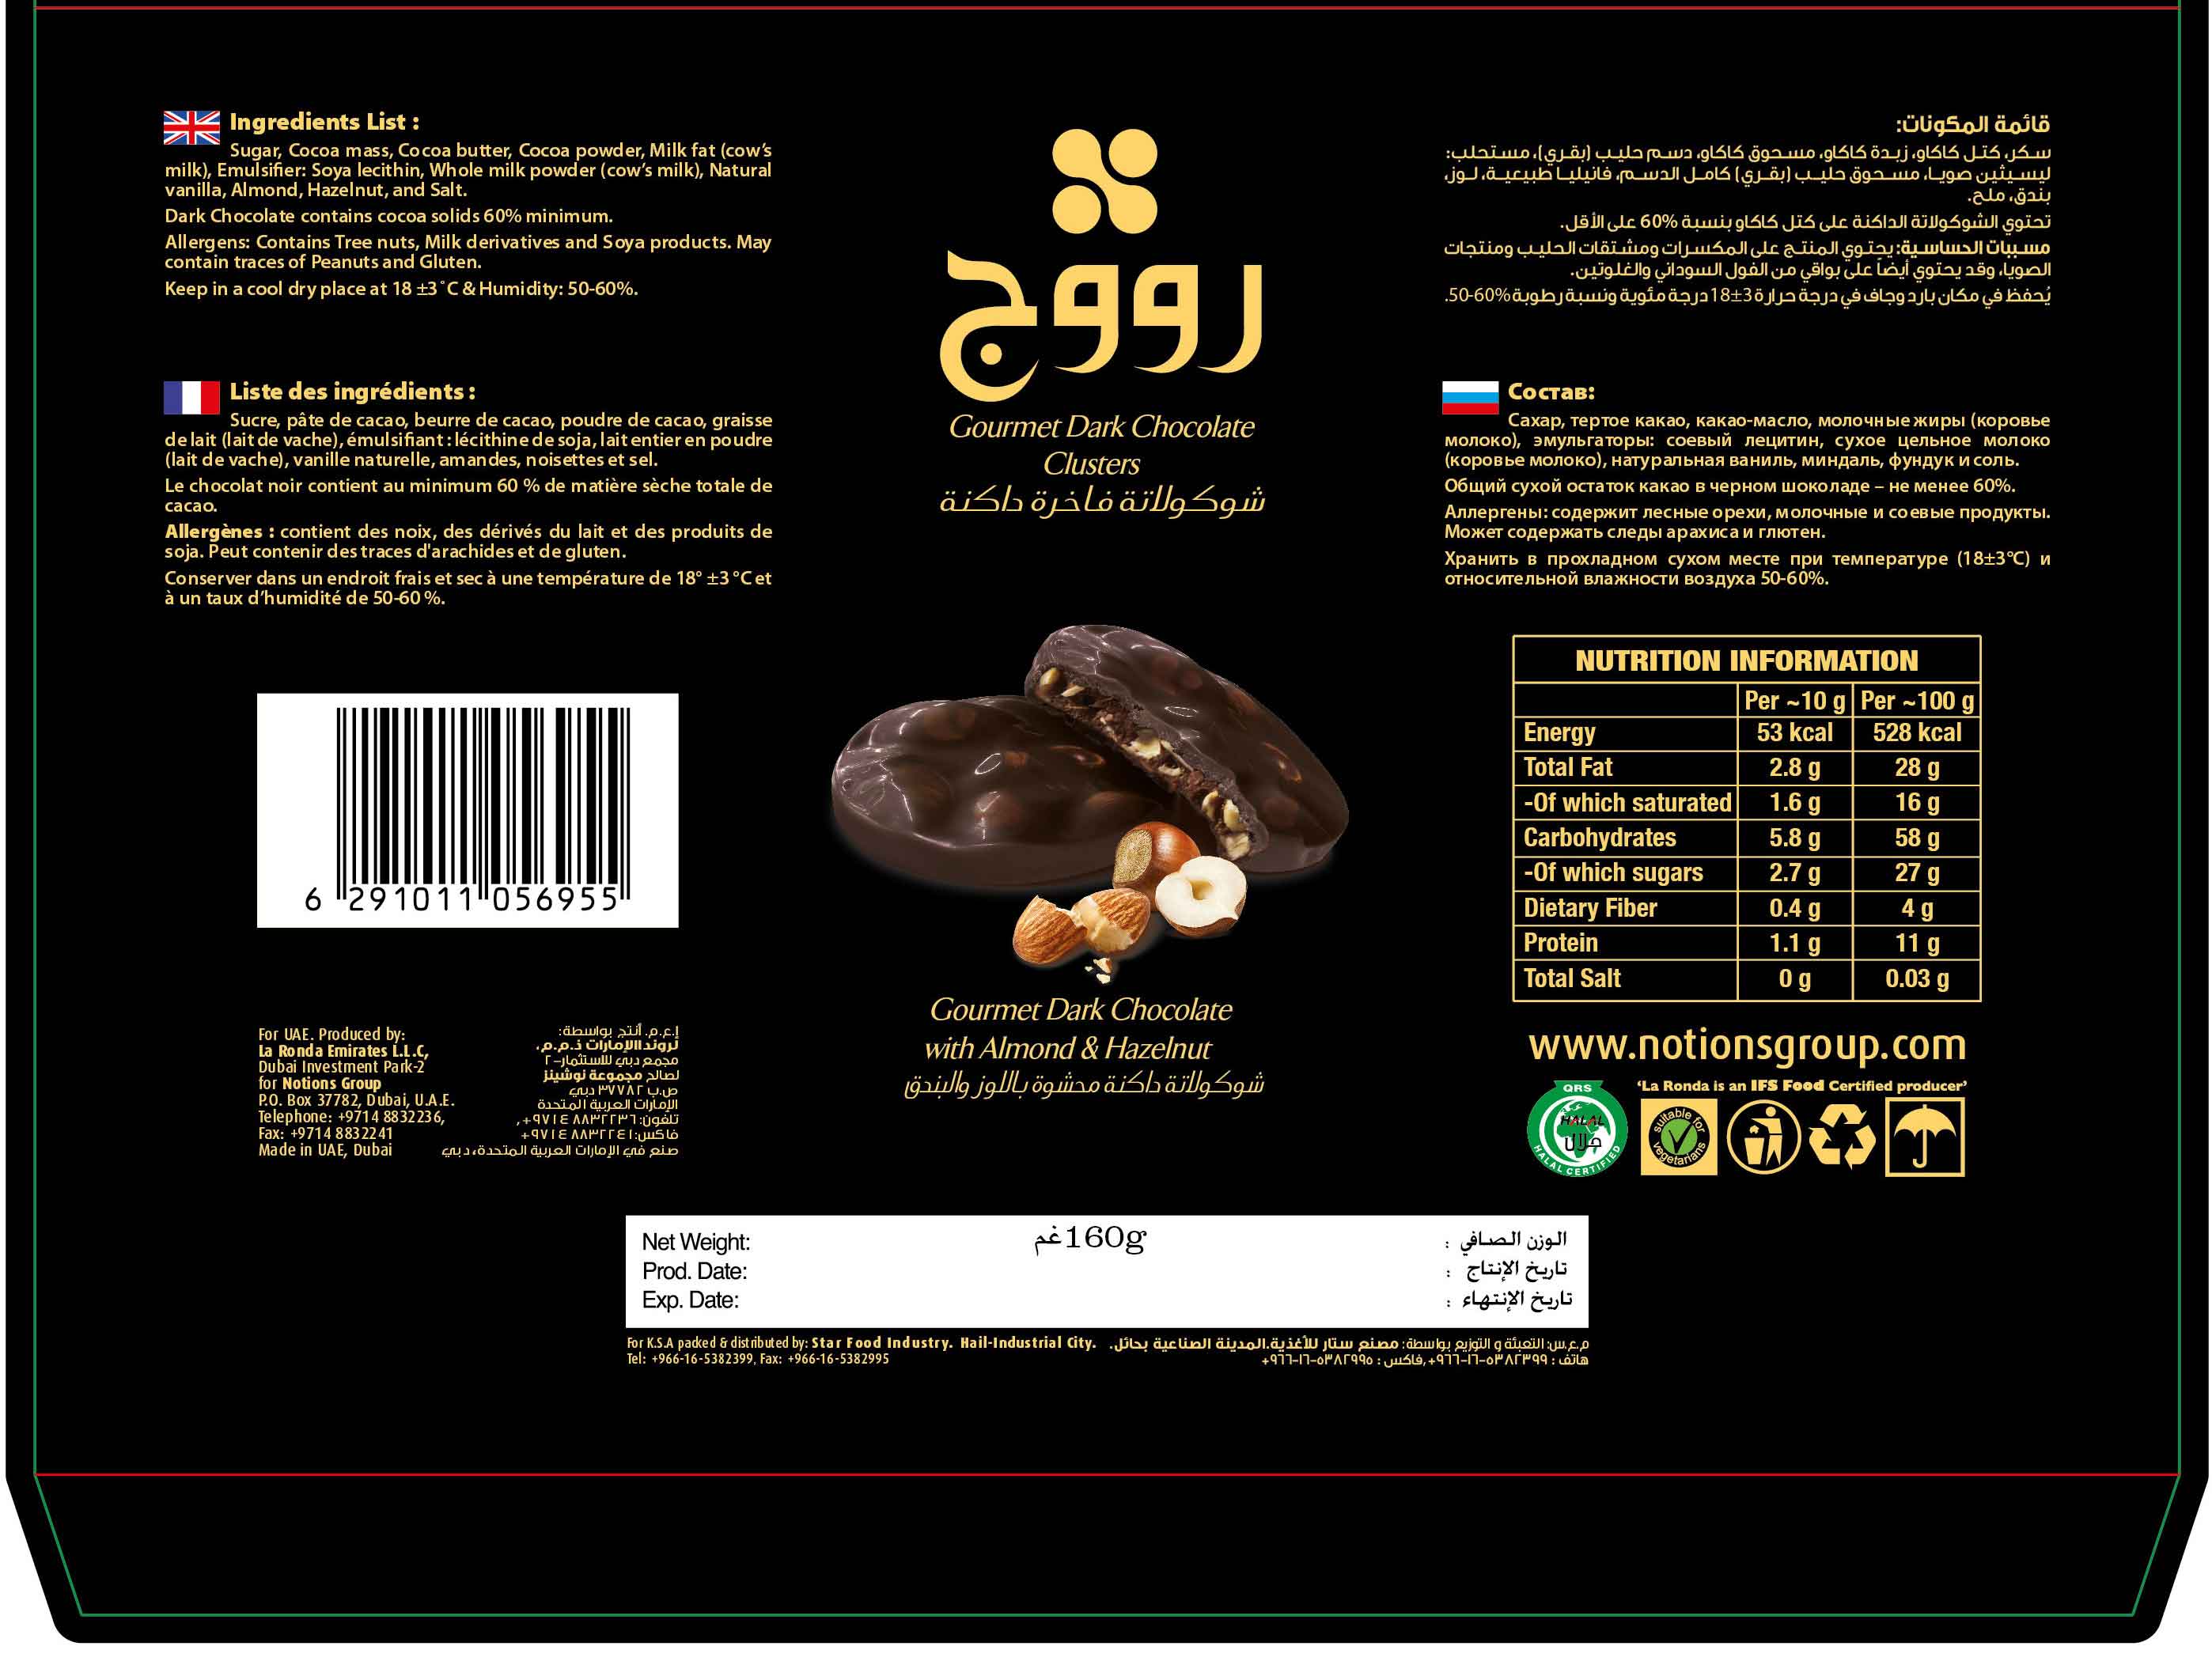 Ingredients List :
Sugar, Cocoa mass, Cocoa butter, Cocoa powder, Milk fat (cow’s
milk), Emulsifier: Soya lecithin, Whole milk powder (cow’s milk), Natural
vanilla, Almond, Hazelnut, and Salt.
Dark Chocolate contains cocoa solids 60% minimum.
Allergens: Contains Tree nuts, Milk derivatives and Soya products. May
contain traces of Peanuts and Gluten.
Keep in a cool dry place at 18 ±3˚C & Humidity: 50-60%.
Liste des ingrédients :
Sucre, pâte de cacao, beurre de cacao, poudre de cacao, graisse
de lait (lait de vache), émulsifiant : lécithine de soja, lait entier en poudre
(lait de vache), vanille naturelle, amandes, noisettes et sel.
Le chocolat noir contient au minimum 60 % de matière sèche totale de
cacao.
Allergènes : contient des noix, des dérivés du lait et des produits de
soja. Peut contenir des traces d'arachides et de gluten.
Conserver dans un endroit frais et sec à une température de 18° ±3 °C et
à un taux d’humidité de 50-60 %.
6 291011 056955
For UAE. Produced by:
La Ronda Emirates L.L.C,
Dubai Investment Park-2
for Notions Group
P.O. Box 37782, Dubai, U.A.E.
Telephone: +9714 8832236,
Fax: +9714 8832241
Made in UAE, Dubai
إ.ع.م. أنتج بواسطة:
لاروندا الإمارات ذ.م.م،
مجمع دبي للاستثمار-٢
لصالح مجموعة نوشينز
ص.ب ٣٧٧٨٢ دبي
الإمارات العربية المتحدة
تلفون: ٨٨٣٢٢٣٦ ٩٧١٤+,
فاكس: ٨٨٣٢٢٤١ ٩٧١٤+
صنع في الإمارات العربية المتحدة، دبي
رووج
Gourmet Dark Chocolate
Clusters
شوكولاتة فاخرة داكنة
Gourmet Dark Chocolate
with Almond & Hazelnut
شوكولاتة داكنة محشوة باللوز والبندق
قائمة المكونات:
سكر، كتل كاكاو، زبدة كاكاو، مسحوق كاكاو، دسم حليب (بقري)، مستحلب:
ليسيثين صويا، مسحوق حليب (بقري) كامل الدسم، فانيليا طبيعية، لوز،
بندق، ملح.
تحتوي الشوكولاتة الداكنة على كتل كاكاو بنسبة 60% على الأقل.
مسببات الحساسية: يحتوي المنتج على المكسرات ومشتقات الحليب ومنتجات
الصويا، وقد يحتوي أيضاً على بواقي من الفول السوداني والغلوتين.
يُحفظ في مكان بارد وجاف في درجة حرارة 3±18 درجة مئوية ونسبة رطوبة 60%-50.
Состав:
Сахар, тертое какао, какао-масло, молочные жиры (коровье
молоко), эмульгаторы: соевый лецитин, сухое цельное молоко
(коровье молоко), натуральная ваниль, миндаль, фундук и соль.
Общий сухой остаток какао в черном шоколаде – не менее 60%.
Аллергены: содержит лесные орехи, молочные и соевые продукты.
Может содержать следы арахиса и глютен.
Хранить в прохладном сухом месте при температуре (18±3°C) и
относительной влажности воздуха 50-60%.
NUTRITION INFORMATION
Per ~10 g Per ~100 g
Energy 53 kcal 528 kcal
Total Fat 2.8 g 28 g
-Of which saturated 1.6 g 16 g
Carbohydrates 5.8 g 58 g
-Of which sugars 2.7 g 27 g
Dietary Fiber 0.4 g 4 g
Protein 1.1 g 11 g
Total Salt 0 g 0.03 g
www.notionsgroup.com
‘La Ronda is an IFS Food Certified producer’
QRS
HALAL
حلال
HALAL CERTIFIED
suitable for
vegetarians
Net Weight: 160g غم الوزن الصافي :
Prod. Date: تاريخ الإنتاج :
Exp. Date: تاريخ الإنتهاء :
For K.S.A packed & distributed by: Star Food Industry. Hail-Industrial City.
Tel: +966-16-5382399, Fax: +966-16-5382995
م.ع.س: التعبئة و التوزيع بواسطة: مصنع ستار للأغذية.المدينة الصناعية بحائل.
هاتف : ٥٣٨٢٣٩٩-١٦-٩٦٦+, فاكس : ٥٣٨٢٩٩٥-١٦-٩٦٦+